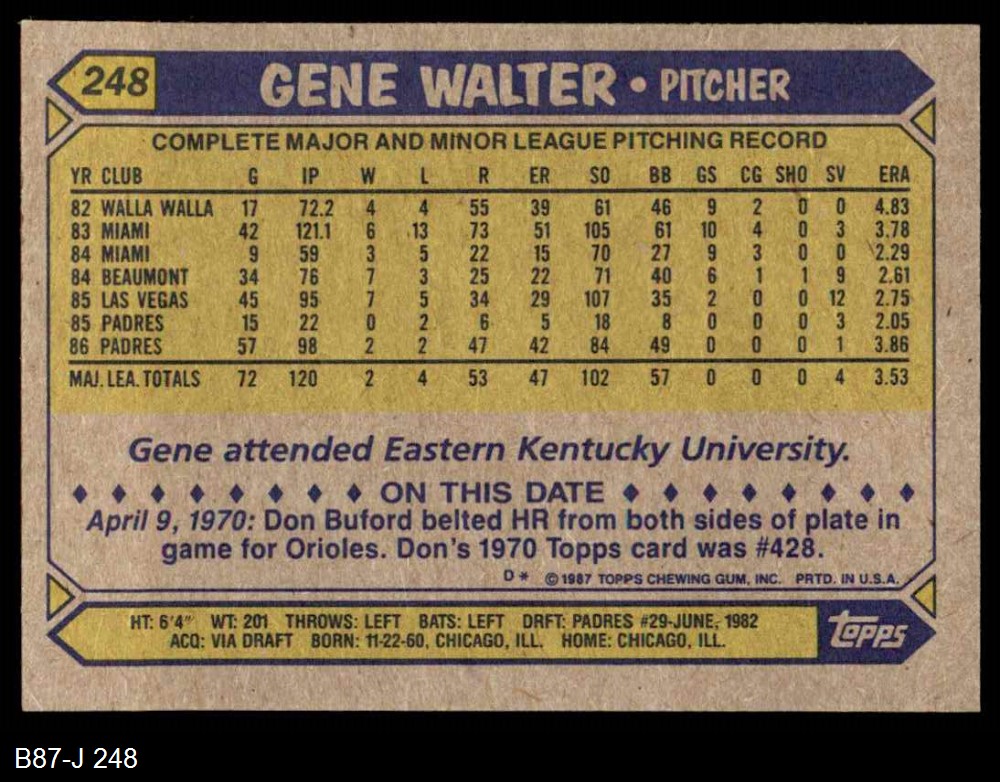 248 GENE WALTER • PITCHER
COMPLETE MAJOR AND MINOR LEAGUE PITCHING RECORD
YR CLUB G IP W L R ER SO BB GS CG SHO SV ERA
82 WALLA WALLA 17 72.2 4 4 55 39 61 46 9 2 0 0 4.83
83 MIAMI 42 121.1 6 13 73 51 105 61 10 4 0 3 3.78
84 MIAMI 9 59 3 5 22 15 70 27 9 3 0 0 2.29
84 BEAUMONT 34 76 7 3 25 22 71 40 6 1 1 9 2.61
85 LAS VEGAS 45 95 7 5 34 29 107 35 2 0 0 12 2.75
85 PADRES 15 22 0 2 6 5 18 8 0 0 0 3 2.05
86 PADRES 57 98 2 2 47 42 84 49 0 0 0 1 3.86
MAJ. LEA. TOTALS 72 120 2 4 53 47 102 57 0 0 0 4 3.53
Gene attended Eastern Kentucky University.
♦ ♦ ♦ ♦ ♦ ♦ ♦ ♦ ON THIS DATE ♦ ♦ ♦ ♦ ♦ ♦ ♦ ♦
April 9, 1970: Don Buford belted HR from both sides of plate in
game for Orioles. Don's 1970 Topps card was #428.
D* © 1987 TOPPS CHEWING GUM, INC. PRTD. IN U.S.A.
HT: 6'4" WT: 201 THROWS: LEFT BATS: LEFT DRFT: PADRES #29-JUNE, 1982
ACQ: VIA DRAFT BORN: 11-22-60, CHICAGO, ILL. HOME: CHICAGO, ILL.
topps
B87-J 248